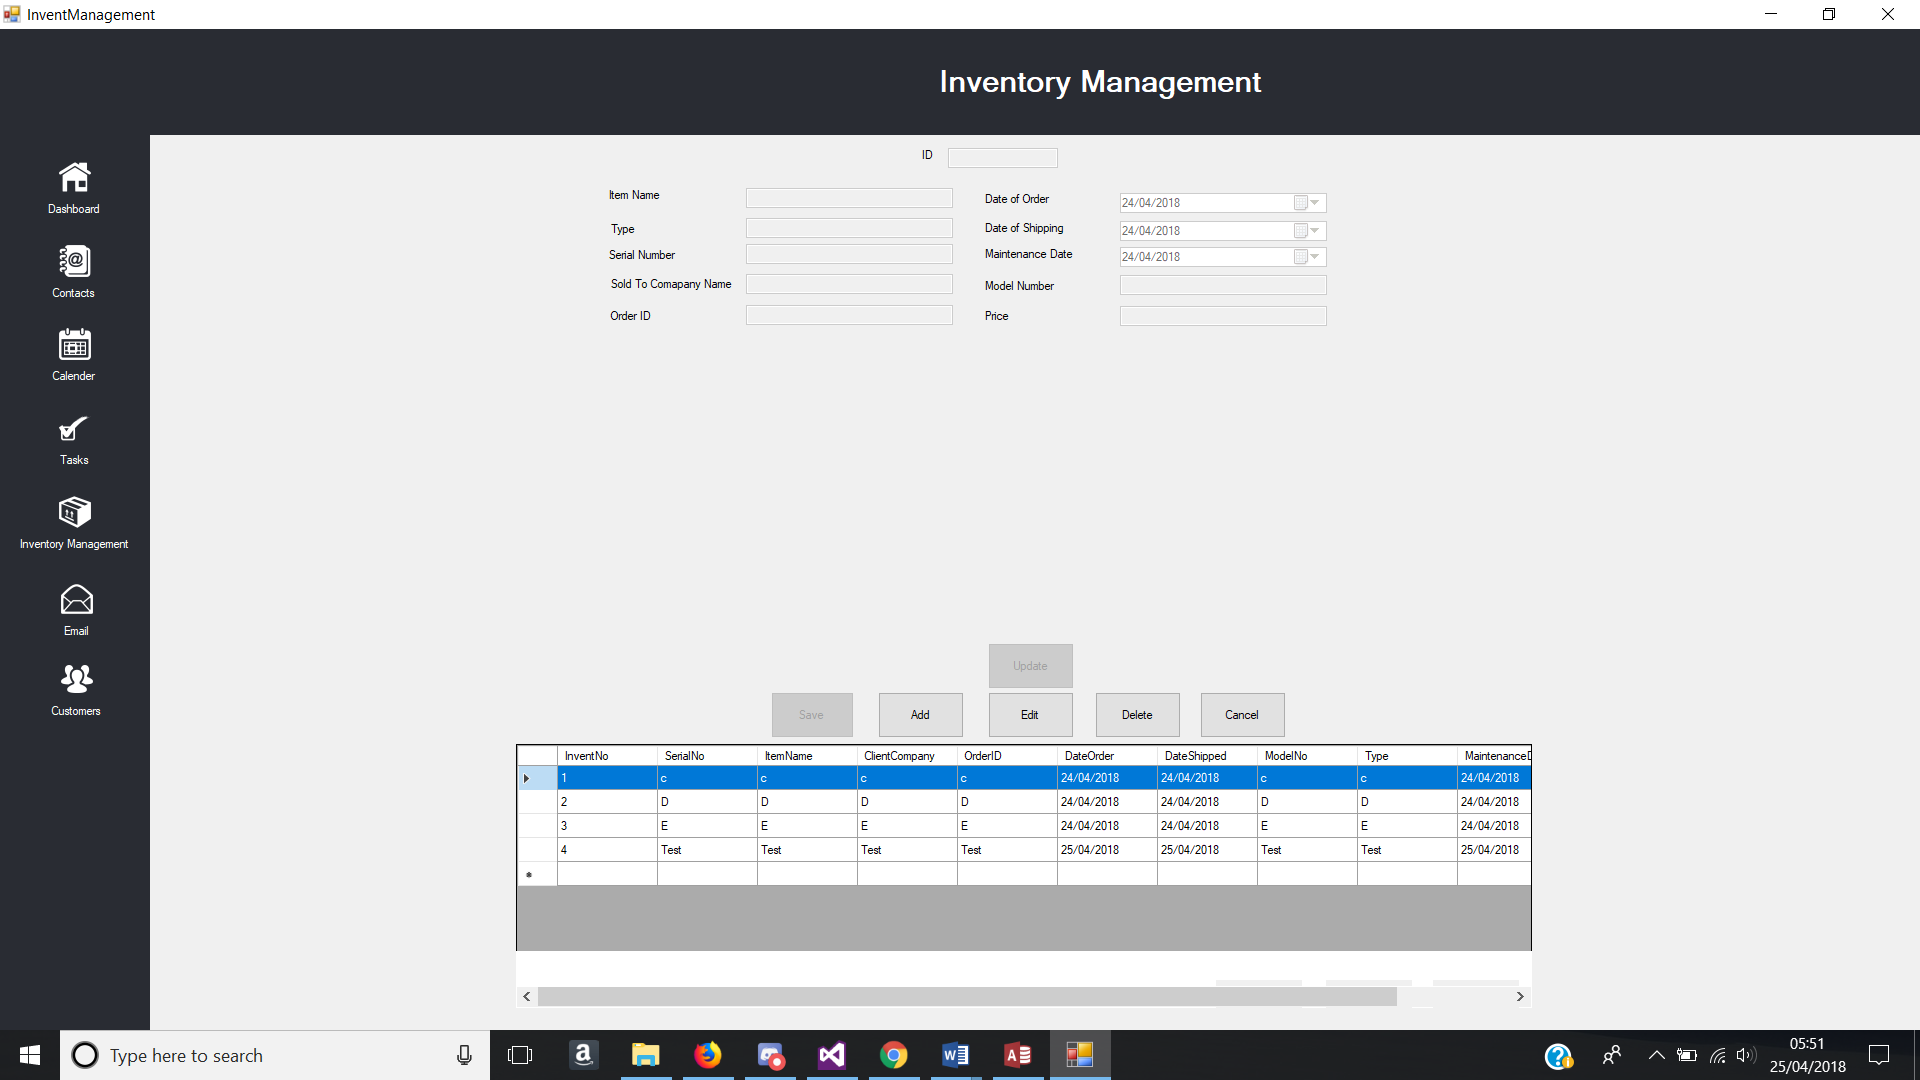 InventManagement
Inventory Management
Dashboard
Contacts
Calender
Tasks
Inventory Management
Email
Customers
ID
Item Name
Type
Serial Number
Sold To Comapany Name
Order ID
Date of Order 24/04/2018
Date of Shipping 24/04/2018
Maintenance Date 24/04/2018
Model Number
Price
Update
Save Add Edit Delete Cancel
InventNo SerialNo ItemName ClientCompany OrderID DateOrder DateShipped ModelNo Type MaintenanceD
1 c c c c 24/04/2018 24/04/2018 c c 24/04/2018
2 D D D D 24/04/2018 24/04/2018 D D 24/04/2018
3 E E E E 24/04/2018 24/04/2018 E E 24/04/2018
4 Test Test Test Test 25/04/2018 25/04/2018 Test Test 25/04/2018
Type here to search
05:51
25/04/2018